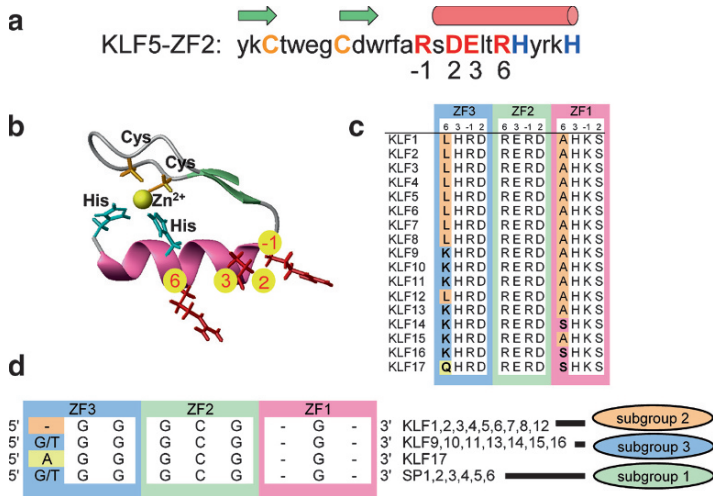 a
KLF5-ZF2: ykCtwegCdwrfaRsDELtRHyrkH
-1 2 3 6
b
Cys
Cys
Zn2+
His
His
-1
6 3 2
c
ZF3 ZF2 ZF1
6 3 -1 2 6 3 -1 2 6 3 -1 2
KLF1 L H R D R E R D A H K S
KLF2 L H R D R E R D A H K S
KLF3 L H R D R E R D A H K S
KLF4 L H R D R E R D A H K S
KLF5 L H R D R E R D A H K S
KLF6 L H R D R E R D A H K S
KLF7 L H R D R E R D A H K S
KLF8 L H R D R E R D A H K S
KLF9 K H R D R E R D A H K S
KLF10 K H R D R E R D A H K S
KLF11 K H R D R E R D A H K S
KLF12 L H R D R E R D A H K S
KLF13 K H R D R E R D A H K S
KLF14 K H R D R E R D S H K S
KLF15 K H R D R E R D A H K S
KLF16 K H R D R E R D S H K S
KLF17 Q H R D R E R D S H K S
d
ZF3 ZF2 ZF1
5' - G G G C G - G - 3' KLF1,2,3,4,5,6,7,8,12 subgroup 2
5' G/T G G G C G - G - 3' KLF9,10,11,13,14,15,16 subgroup 3
5' A G G G C G - G - 3' KLF17
5' G/T G G G C G - G - 3' SP1,2,3,4,5,6 subgroup 1